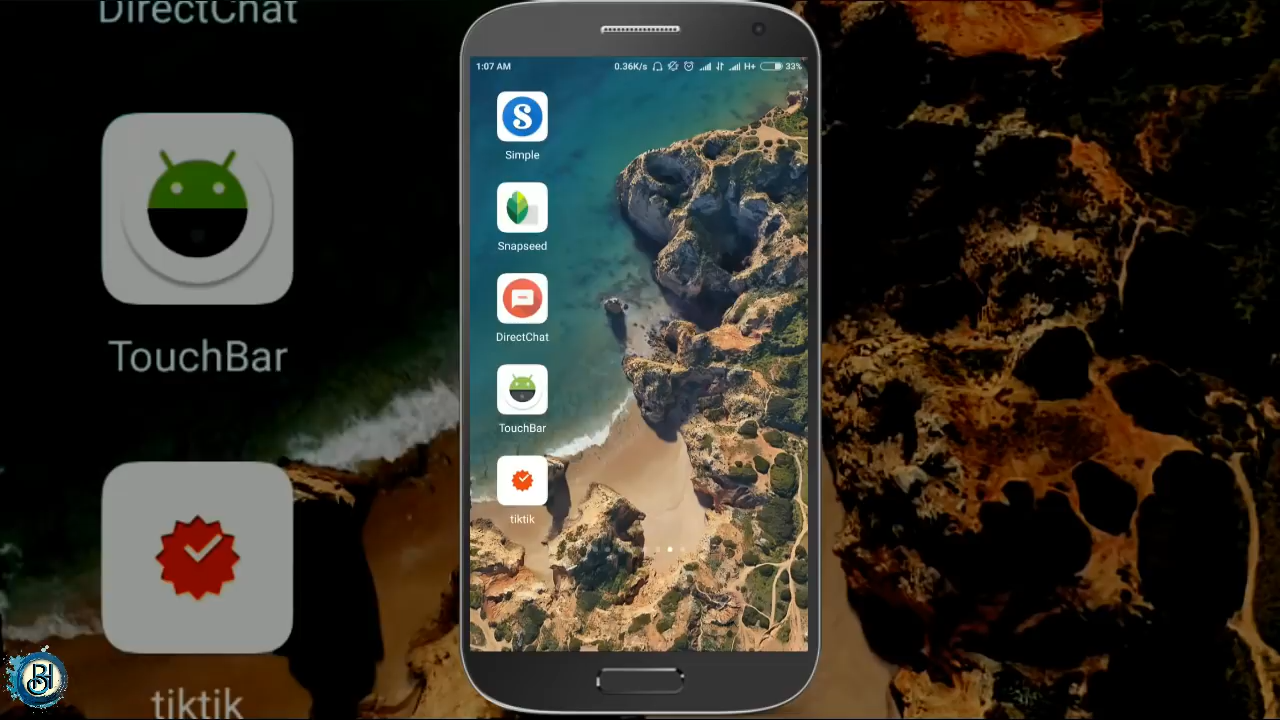 DirectChat
TouchBar
tiktik
1:07 AM 0.36K/s H+ 33%
S
Simple
Snapseed
DirectChat
TouchBar
tiktik